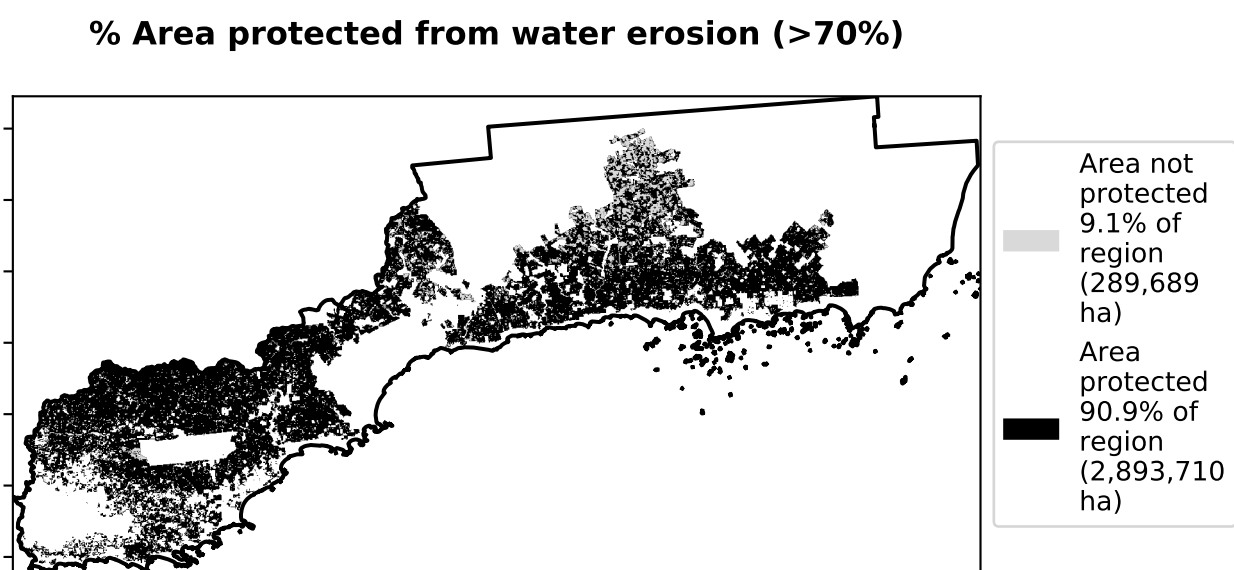 % Area protected from water erosion (>70%)
Area not
protected
9.1% of
region
(289,689
ha)
Area
protected
90.9% of
region
(2,893,710
ha)